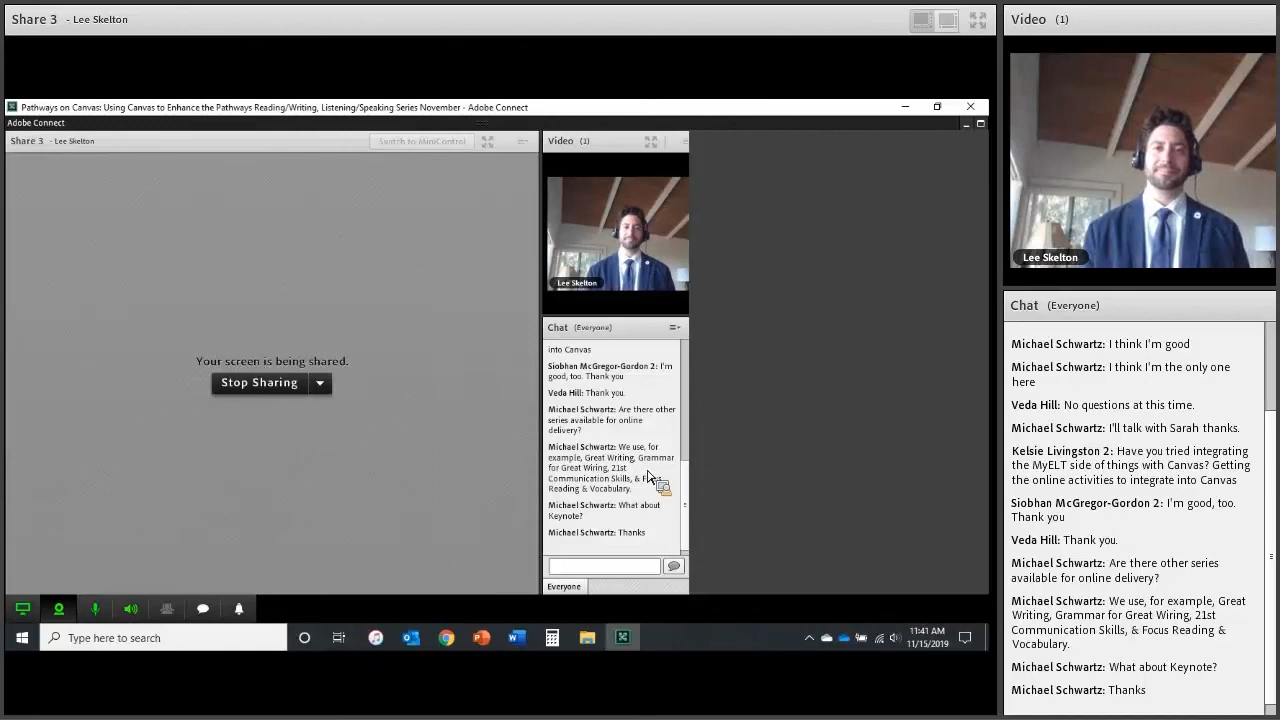 Share 3 - Lee Skelton
Pathways on Canvas: Using Canvas to Enhance the Pathways Reading/Writing, Listening/Speaking Series November - Adobe Connect
Adobe Connect
Share 3 - Lee Skelton
Switch to MiniControl
Your screen is being shared.
Stop Sharing
Video (1)
Lee Skelton
Chat (Everyone)
into Canvas
Siobhan McGregor-Gordon 2: I'm
good, too. Thank you
Veda Hill: Thank you.
Michael Schwartz: Are there other
series available for online
delivery?
Michael Schwartz: We use, for
example, Great Writing, Grammar
for Great Wiring, 21st
Communication Skills, &
Reading & Vocabulary.
Michael Schwartz: What about
Keynote?
Michael Schwartz: Thanks
Everyone
Type here to search
11:41 AM
11/15/2019
Video (1)
Lee Skelton
Chat (Everyone)
Michael Schwartz: I think I'm good
Michael Schwartz: I think I'm the only one
here
Veda Hill: No questions at this time.
Michael Schwartz: I'll talk with Sarah thanks.
Kelsie Livingston 2: Have you tried integrating
the MyELT side of things with Canvas? Getting
the online activities to integrate into Canvas
Siobhan McGregor-Gordon 2: I'm good, too.
Thank you
Veda Hill: Thank you.
Michael Schwartz: Are there other series
available for online delivery?
Michael Schwartz: We use, for example, Great
Writing, Grammar for Great Wiring, 21st
Communication Skills, & Focus Reading &
Vocabulary.
Michael Schwartz: What about Keynote?
Michael Schwartz: Thanks